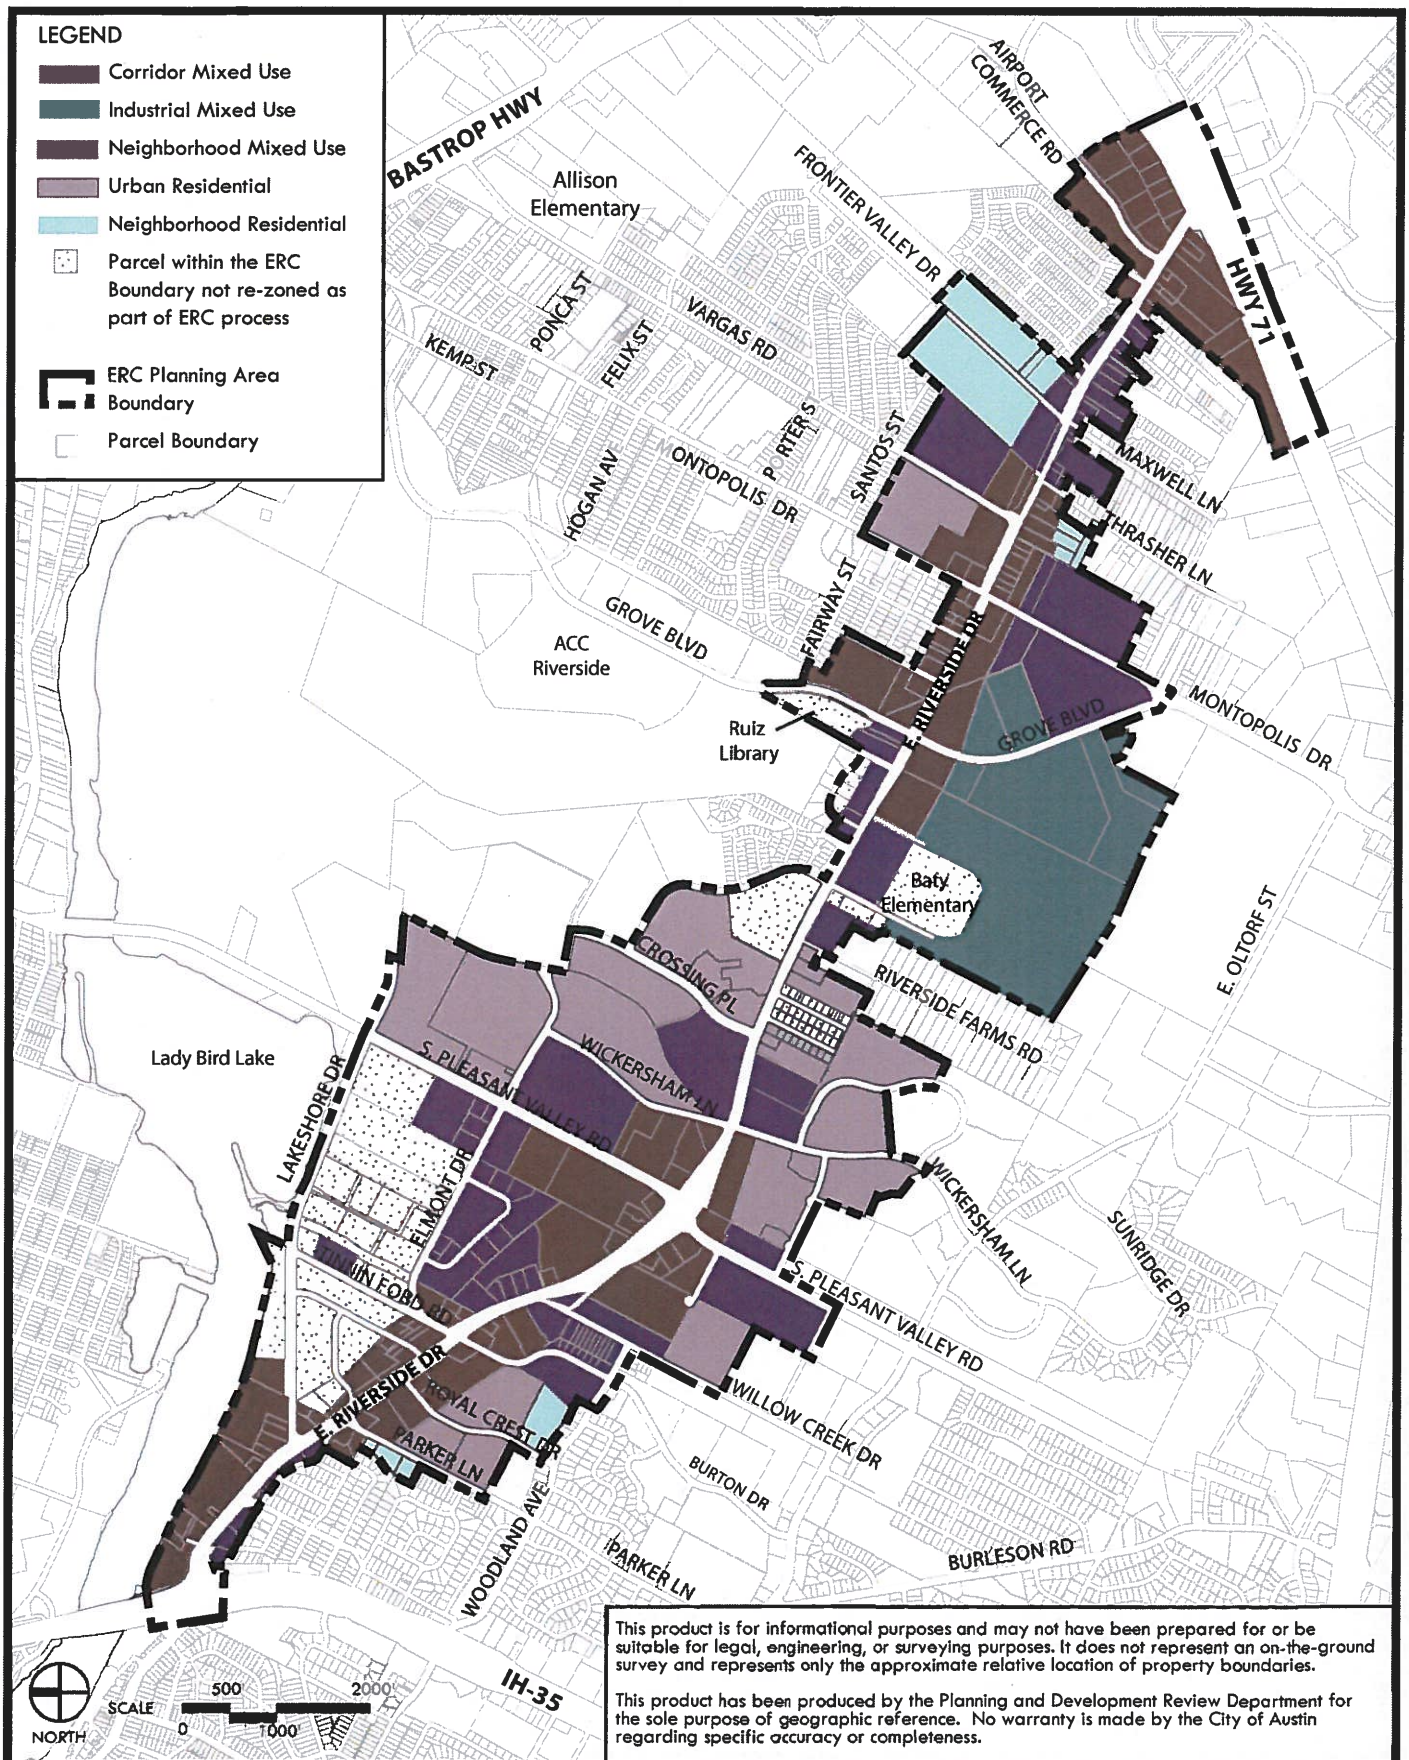 LEGEND
Corridor Mixed Use
Industrial Mixed Use
Neighborhood Mixed Use
Urban Residential
Neighborhood Residential
Parcel within the ERC
Boundary not re-zoned as
part of ERC process
ERC Planning Area
Boundary
Parcel Boundary
BASTROP HWY
AIRPORT
COMMERCE RD
Allison
Elementary
FRONTIER VALLEY DR
HWY 71
PONCA ST
VARGAS RD
KEMP ST
FELIX ST
PORTER S
SANTOS ST
MAXWELL LN
MONTOPOLIS DR
HOGAN AV
THRASHER LN
FAIRWAY ST
GROVE BLVD
ACC
Riverside
E. RIVERSIDE DR
MONTOPOLIS DR
GROVE BLVD
Ruiz
Library
Baty
Elementary
E. OLTORF ST
CROSSING PL
RIVERSIDE FARMS RD
Lady Bird Lake
LAKESHORE DR
S. PLEASANT VALLEY RD
WICKERSHAM LN
ELMONT DR
WICKERSHAM LN
SUNRIDGE DR
TINNIN FORD RD
S. PLEASANT VALLEY RD
E. RIVERSIDE DR
ROYAL CREST DR
WILLOW CREEK DR
PARKER LN
BURTON DR
WOODLAND AVE
PARKER LN
BURLESON RD
IH-35
NORTH
SCALE
500
2000'
0
1000
This product is for informational purposes and may not have been prepared for or be
suitable for legal, engineering, or surveying purposes. It does not represent an on-the-ground
survey and represents only the approximate relative location of property boundaries.
This product has been produced by the Planning and Development Review Department for
the sole purpose of geographic reference. No warranty is made by the City of Austin
regarding specific accuracy or completeness.